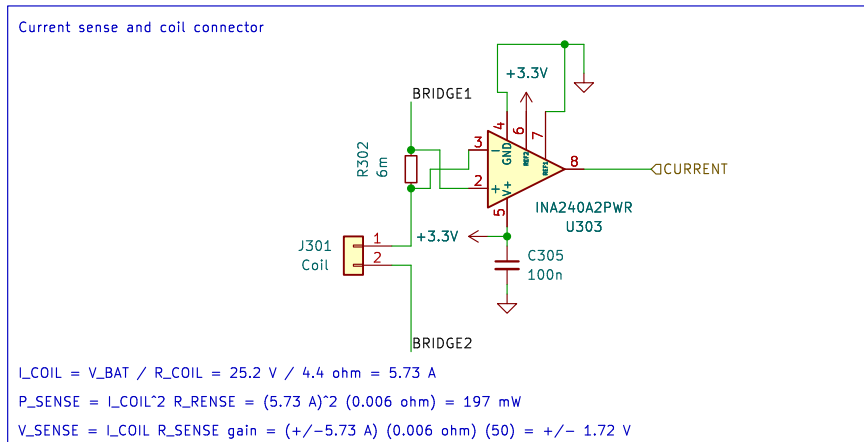 Current sense and coil connector
+3.3V
BRIDGE1
4
6
7
GND
REF2
REF1
R302
6m
3
8
CURRENT
2
V+
5
INA240A2PWR
U303
+3.3V
J301
Coil
1
2
C305
100n
BRIDGE2
I_COIL = V_BAT / R_COIL = 25.2 V / 4.4 ohm = 5.73 A
P_SENSE = I_COIL^2 R_RENSE = (5.73 A)^2 (0.006 ohm) = 197 mW
V_SENSE = I_COIL R_SENSE gain = (+/-5.73 A) (0.006 ohm) (50) = +/- 1.72 V